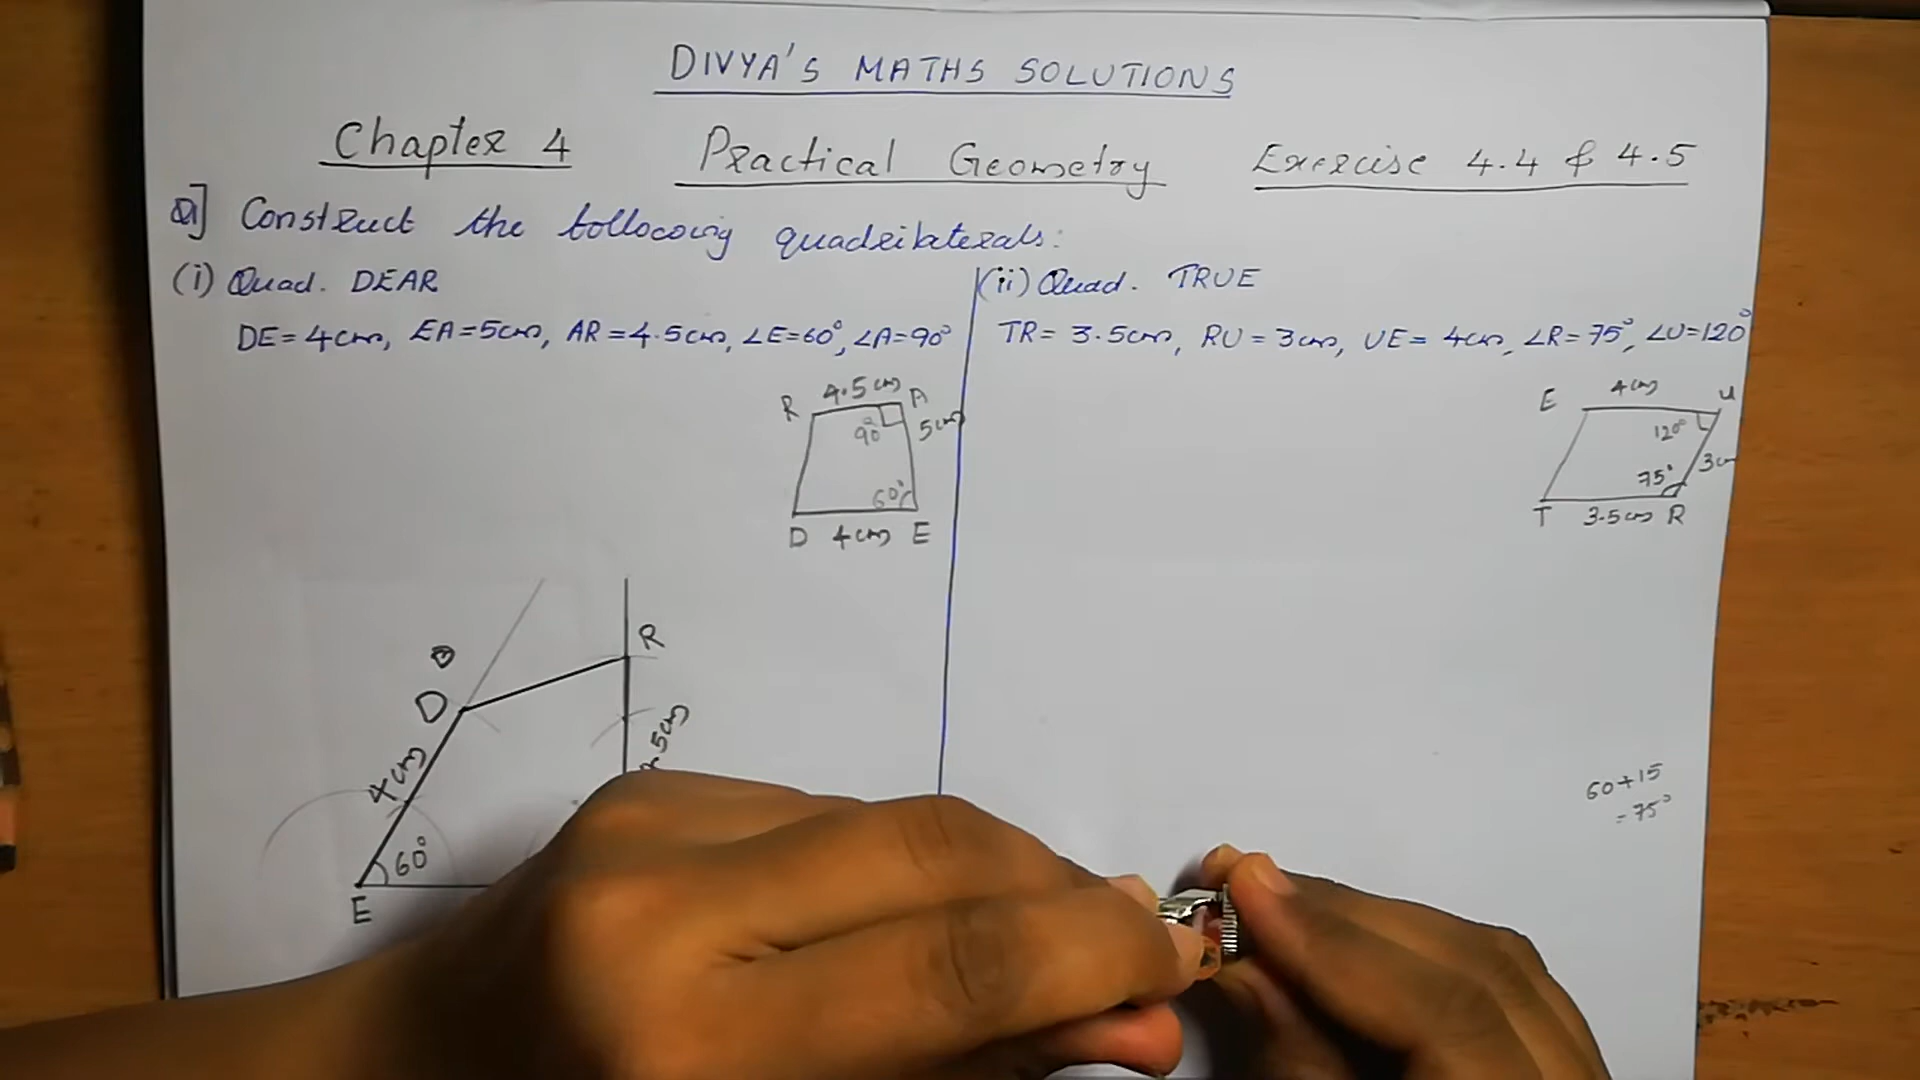 DIVYA'S MATHS SOLUTIONS
Chapter 4 Practical Geometry Exercise 4.4 & 4.5
Q1] Construct the following quadrilaterals:
(i) Quad. DEAR
DE = 4cm, EA = 5cm, AR = 4.5cm, ∠E = 60°, ∠A = 90°
R 4.5cm A
90° 5cm
60°
D 4cm E
R
D
4cm
.5cm
60°
E
(ii) Quad. TRUE
TR = 3.5cm, RU = 3cm, UE = 4cm, ∠R = 75°, ∠U = 120°
E 4cm U
120°
75° 3cm
T 3.5cm R
60+15
= 75°